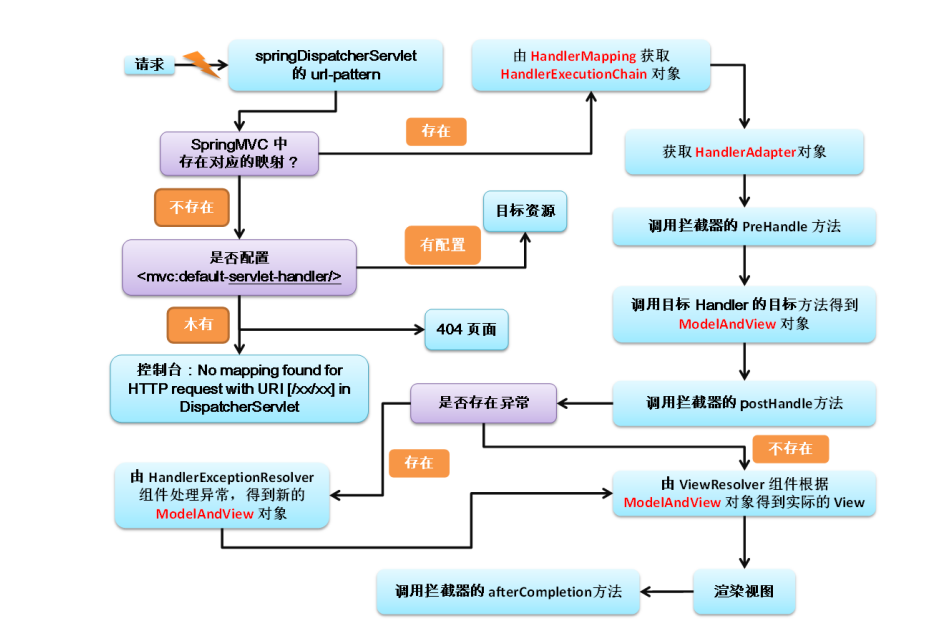 请求
springDispatcherServlet
的 url-pattern
由 HandlerMapping 获取
HandlerExecutionChain 对象
存在
SpringMVC 中
存在对应的映射？
获取 HandlerAdapter对象
不存在
目标资源
调用拦截器的 PreHandle 方法
是否配置
<mvc:default-servlet-handler/>
有配置
调用目标 Handler 的目标方法得到
ModelAndView 对象
木有
404 页面
控制台：No mapping found for
HTTP request with URI [/xx/xx] in
DispatcherServlet
是否存在异常
调用拦截器的 postHandle方法
不存在
存在
由 HandlerExceptionResolver
组件处理异常，得到新的
ModelAndView 对象
由 ViewResolver 组件根据
ModelAndView 对象得到实际的 View
调用拦截器的 afterCompletion方法
渲染视图